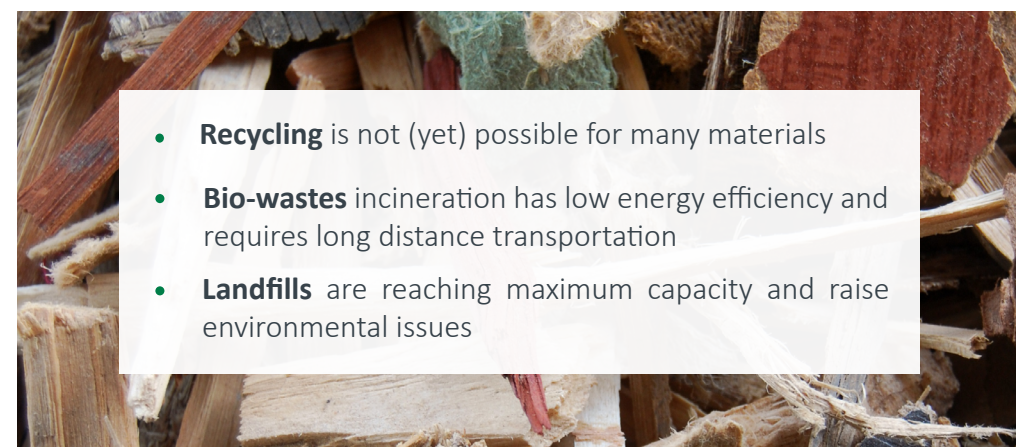 • Recycling is not (yet) possible for many materials
• Bio-wastes incineration has low energy efficiency and
requires long distance transportation
• Landfills are reaching maximum capacity and raise
environmental issues